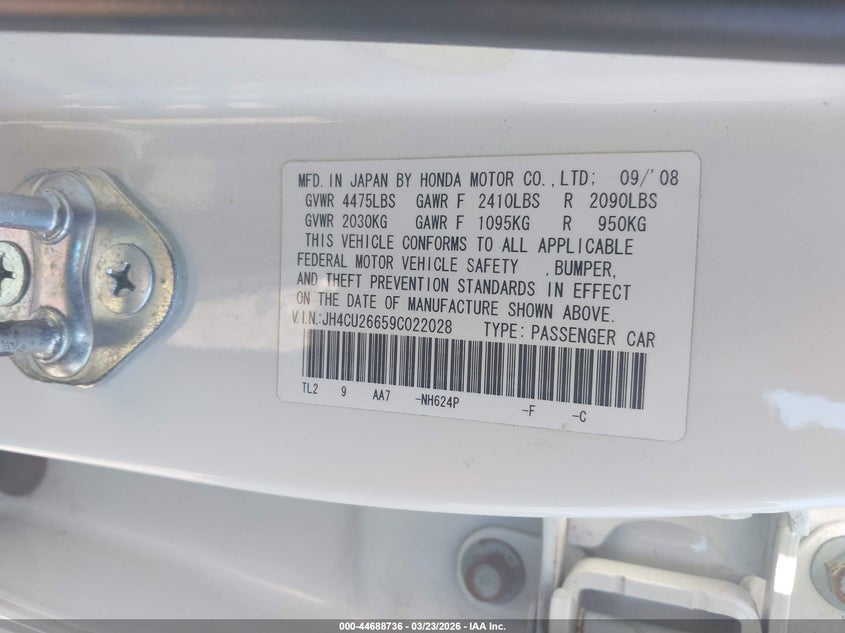 MFD. IN JAPAN BY HONDA MOTOR CO., LTD; 09/'08
GVWR 4475LBS GAWR F 2410LBS R 2090LBS
GVWR 2030KG GAWR F 1095KG R 950KG
THIS VEHICLE CONFORMS TO ALL APPLICABLE
FEDERAL MOTOR VEHICLE SAFETY , BUMPER,
AND THEFT PREVENTION STANDARDS IN EFFECT
ON THE DATE OF MANUFACTURE SHOWN ABOVE.
V.I.N.:JH4CU26659C022028 TYPE: PASSENGER CAR
TL2 9 AA7 -NH624P -F -C
000-44688736 — 03/23/2026 — IAA Inc.